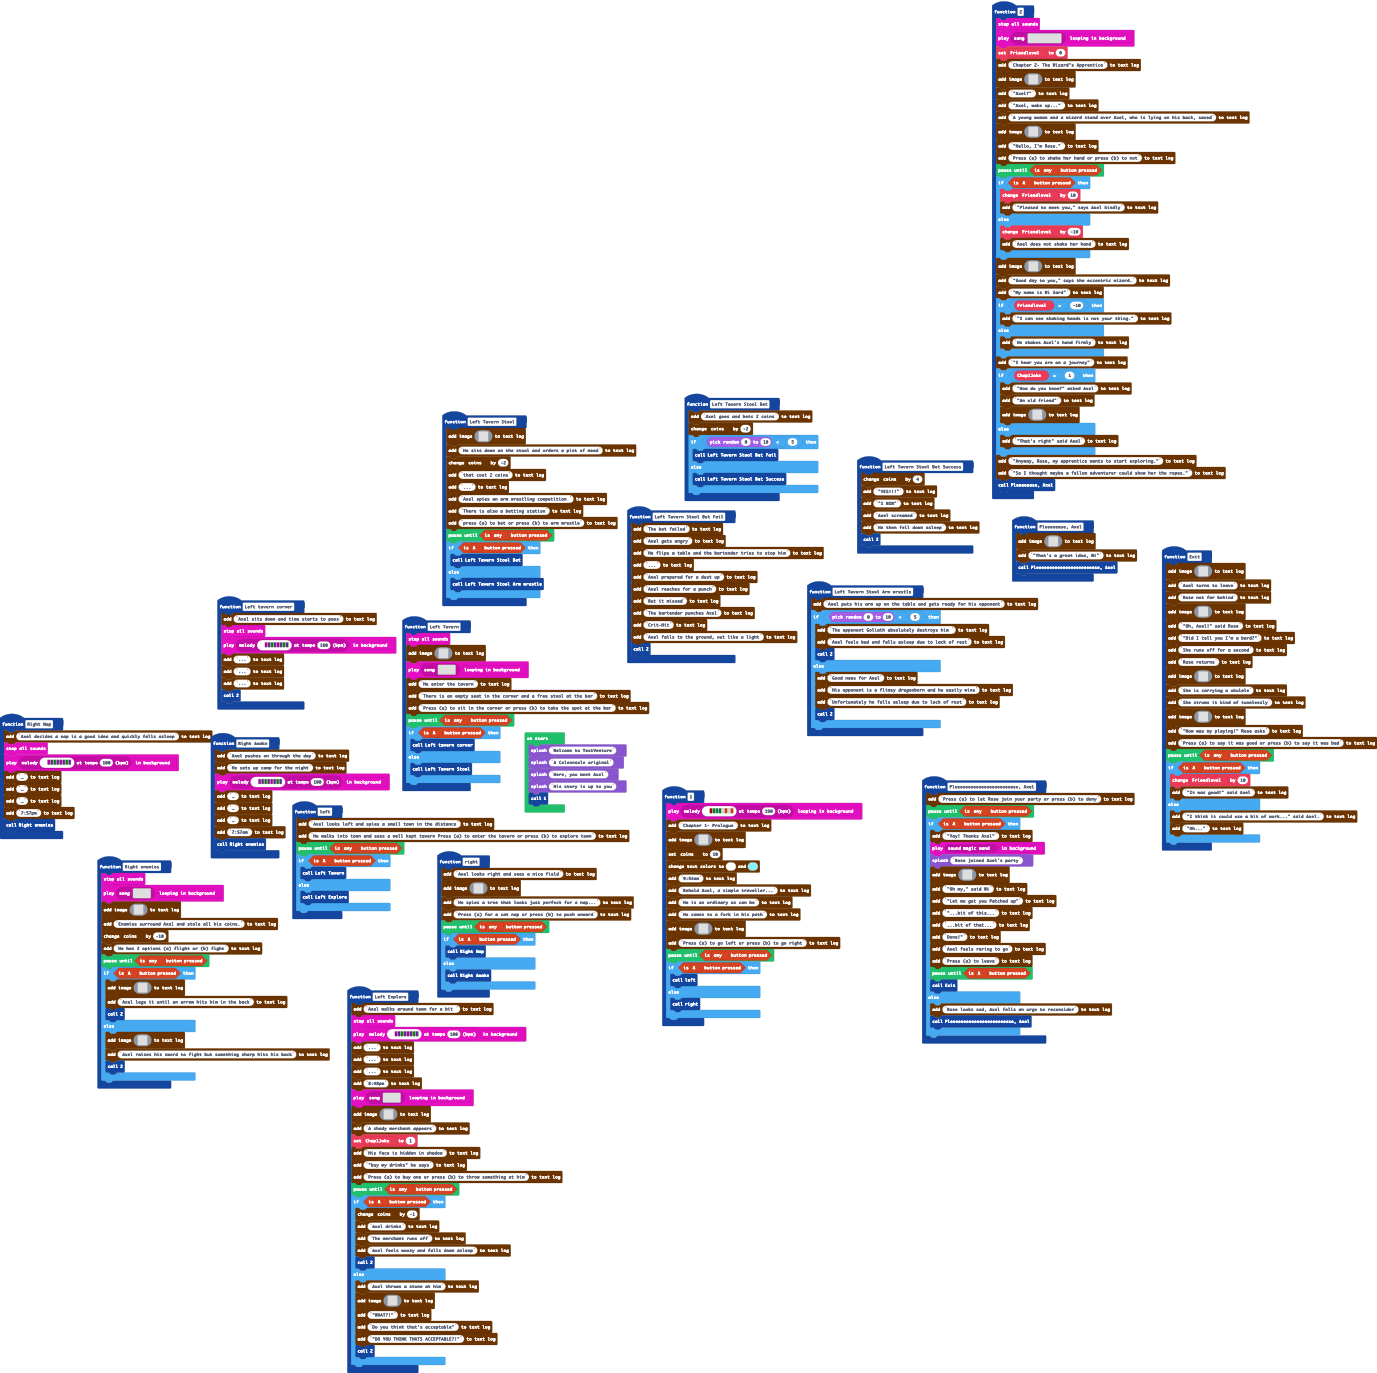 function 2
stop all sounds
play song looping in background
set Friendlevel to 0
add Chapter 2- The Wizard's Apprentice to text log
add image to text log
add "Axel?" to text log
add "Axel, wake up..." to text log
add A young woman and a wizard stand over Axel, who is lying on his back, saved to text log
add image to text log
add "Hello, I'm Rose." to text log
add Press (a) to shake her hand or press (b) to not to text log
pause until is any button pressed
if is A button pressed then
change Friendlevel by 10
add "Pleased to meet you," says Axel kindly to text log
else
change Friendlevel by -10
add Axel does not shake her hand to text log
add image to text log
add "Good day to you," says the eccentric wizard. to text log
add "My name is Wi Zard" to text log
if Friendlevel = -10 then
add "I can see shaking hands is not your thing." to text log
else
add He shakes Axel's hand firmly to text log
add "I hear you are on a journey" to text log
if Chap1Joke = 1 then
add "How do you know?" asked Axel to text log
add "An old friend" to text log
add image to text log
else
add "That's right" said Axel to text log
add "Anyway, Rose, my apprentice wants to start exploring." to text log
add "So I thought maybe a fellow adventurer could show her the ropes." to text log
call Pleeeeease, Axel
function Left Tavern Stool Bet
add Axel goes and bets 2 coins to text log
change coins by -2
if pick random 0 to 10 < 5 then
call Left Tavern Stool Bet Fail
else
call Left Tavern Stool Bet Success
function Left Tavern Stool
add image to text log
add He sits down on the stool and orders a pint of mead to text log
change coins by -2
add that cost 2 coins to text log
add ... to text log
add Axel spies an arm wrestling competition to text log
add There is also a betting station to text log
add press (a) to bet or press (b) to arm wrestle to text log
pause until is any button pressed
if is A button pressed then
call Left Tavern Stool Bet
else
call Left Tavern Stool Arm wrestle
function Left Tavern Stool Bet Success
change coins by 4
add "YES!!!" to text log
add "I WIN" to text log
add Axel screamed to text log
add He then fell down asleep to text log
call 2
function Left Tavern Stool Bet Fail
add The bet failed to text log
add Axel gets angry to text log
add He flips a table and the bartender tries to stop him to text log
add ... to text log
add Axel prepared for a dust up to text log
add Axel reaches for a punch to text log
add But it missed to text log
add The bartender punches Axel to text log
add Crit-Hit to text log
add Axel falls to the ground, out like a light to text log
call 2
function Pleeeeease, Axel
add image to text log
add "That's a great idea, Wi" to text log
call Pleeeeeeeeeeeeeeeeeeeeease, Axel
function Exit
add image to text log
add Axel turns to leave to text log
add Rose not far behind to text log
add image to text log
add "Oh, Axel!" said Rose to text log
add "Did I tell you I'm a bard?" to text log
add She runs off for a second to text log
add Rose returns to text log
add image to text log
add She is carrying a ukulele to text log
add She strums it kind of tunelessly to text log
add image to text log
add "How was my playing?" Rose asks to text log
add Press (a) to say it was good or press (b) to say it was bad to text log
pause until is any button pressed
if is A button pressed then
change Friendlevel by 10
add "It was good!" said Axel to text log
else
add "I think it could use a bit of work..." said Axel. to text log
add "Oh..." to text log
function Left Tavern Stool Arm wrestle
add Axel puts his arm up on the table and gets ready for his opponent to text log
if pick random 0 to 10 < 5 then
add The opponent Goliath absolutely destroys him to text log
add Axel feels bad and falls asleep due to lack of rest to text log
call 2
else
add Good news for Axel to text log
add His opponent is a flimsy dragonborn and he easily wins to text log
add Unfortunately he falls asleep due to lack of rest to text log
call 2
function Left tavern corner
add Axel sits down and time starts to pass to text log
stop all sounds
play melody at tempo 100 (bpm) in background
add ... to text log
add ... to text log
add ... to text log
call 2
function Left Tavern
stop all sounds
add image to text log
play song looping in background
add He enter the tavern to text log
add There is an empty seat in the corner and a free stool at the bar to text log
add Press (a) to sit in the corner or press (b) to take the spot at the bar to text log
pause until is any button pressed
if is A button pressed then
call Left tavern corner
else
call Left Tavern Stool
function Right Nap
add Axel decides a nap is a good idea and quickly falls asleep to text log
stop all sounds
play melody at tempo 100 (bpm) in background
add . to text log
add . to text log
add . to text log
add 7:57pm to text log
call Right enemies
function Right Awake
add Axel pushes on through the day to text log
add He sets up camp for the night to text log
play melody at tempo 100 (bpm) in background
add . to text log
add . to text log
add . to text log
add 7:57am to text log
call Right enemies
on start
splash Welcome to TextVenture
splash A Colaconsole original
splash Here, you meet Axel
splash His story is up to you
call 1
function left
add Axel looks left and spies a small town in the distance to text log
add He walks into town and sees a well kept tavern Press (a) to enter the tavern or press (b) to explore town to text log
pause until is any button pressed
if is A button pressed then
call Left Tavern
else
call Left Explore
function 1
play melody at tempo 190 (bpm) looping in background
add Chapter 1- Prologue to text log
add image to text log
set coins to 10
change text colors to and
add 9:54am to text log
add Behold Axel, a simple traveller... to text log
add He is as ordinary as can be to text log
add He comes to a fork in his path to text log
add image to text log
add Press (a) to go left or press (b) to go right to text log
pause until is any button pressed
if is A button pressed then
call left
else
call right
function Pleeeeeeeeeeeeeeeeeeeeease, Axel
add Press (a) to let Rose join your party or press (b) to deny to text log
pause until is any button pressed
if is A button pressed then
add "Yay! Thanks Axel" to text log
play sound magic wand in background
splash Rose joined Axel's party
add image to text log
add "Oh my," said Wi to text log
add "Let me get you Patched up" to text log
add "...bit of this... to text log
add ...bit of that... to text log
add Done!" to text log
add Axel feels raring to go to text log
add Press (a) to leave to text log
pause until is A button pressed
call Exit
else
add Rose looks sad, Axel fells an urge to reconsider to text log
call Pleeeeeeeeeeeeeeeeeeeeease, Axel
function right
add Axel looks right and sees a nice field to text log
add image to text log
add He spies a tree that looks just perfect for a nap... to text log
add Press (a) for a cat nap or press (b) to push onward to text log
pause until is any button pressed
if is A button pressed then
call Right Nap
else
call Right Awake
function Right enemies
stop all sounds
play song looping in background
add image to text log
add Enemies surround Axel and stole all his coins. to text log
change coins by -10
add He has 2 options (a) flight or (b) fight to text log
pause until is any button pressed
if is A button pressed then
add image to text log
add Axel legs it until an arrow hits him in the back to text log
call 2
else
add image to text log
add Axel raises his sword to fight but something sharp hits his back to text log
call 2
function Left Explore
add Axel walks around town for a bit to text log
stop all sounds
play melody at tempo 100 (bpm) in background
add ... to text log
add ... to text log
add ... to text log
add 8:48pm to text log
play song looping in background
add image to text log
add A shady merchant appears to text log
set Chap1Joke to 1
add His face is hidden in shadow to text log
add "buy my drinks" he says to text log
add Press (a) to buy one or press (b) to throw something at him to text log
pause until is any button pressed
if is A button pressed then
change coins by -1
add Axel drinks to text log
add The merchant runs off to text log
add Axel feels woozy and falls down asleep to text log
call 2
else
add Axel throws a stone at him to text log
add image to text log
add "WHAT?!" to text log
add Do you think that's acceptable" to text log
add "DO YOU THINK THATS ACCEPTABLE?!" to text log
call 2